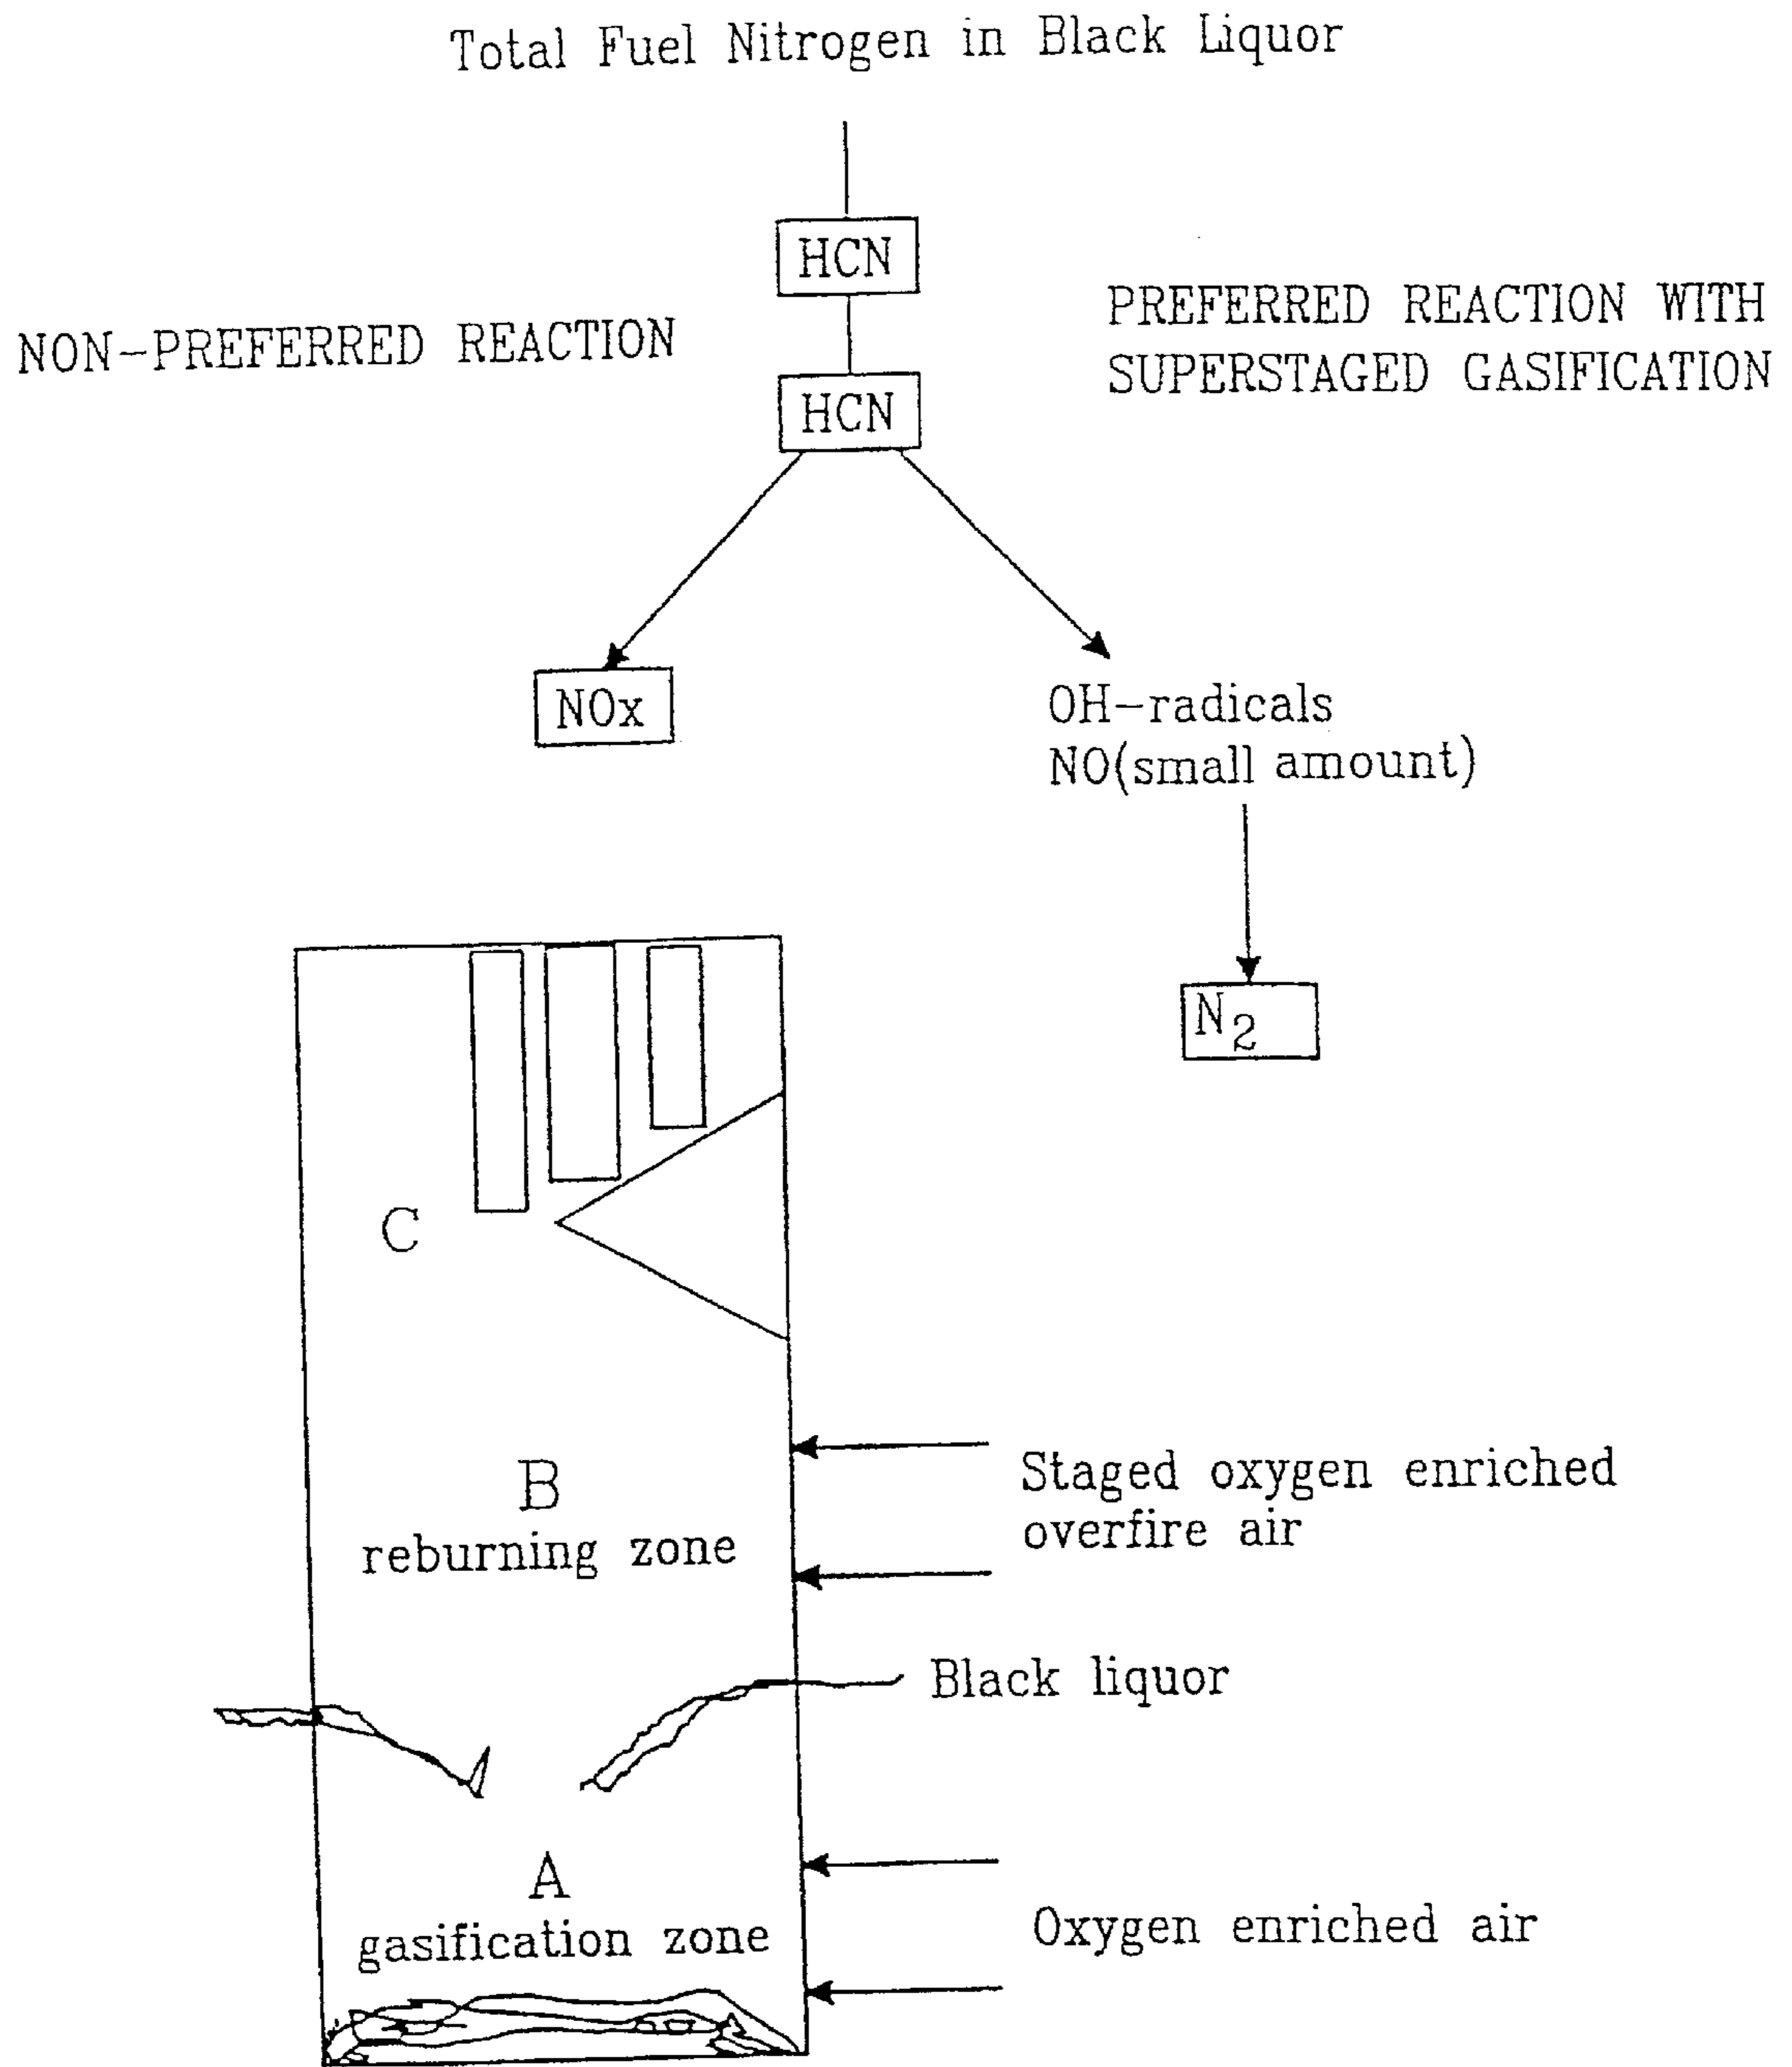 Total Fuel Nitrogen in Black Liquor
HCN
NON-PREFERRED REACTION
PREFERRED REACTION WITH
SUPERSTAGED GASIFICATION
HCN
NOx
OH-radicals
NO(small amount)
N2
C
B
reburning zone
Staged oxygen enriched
overfire air
Black liquor
A
gasification zone
Oxygen enriched air